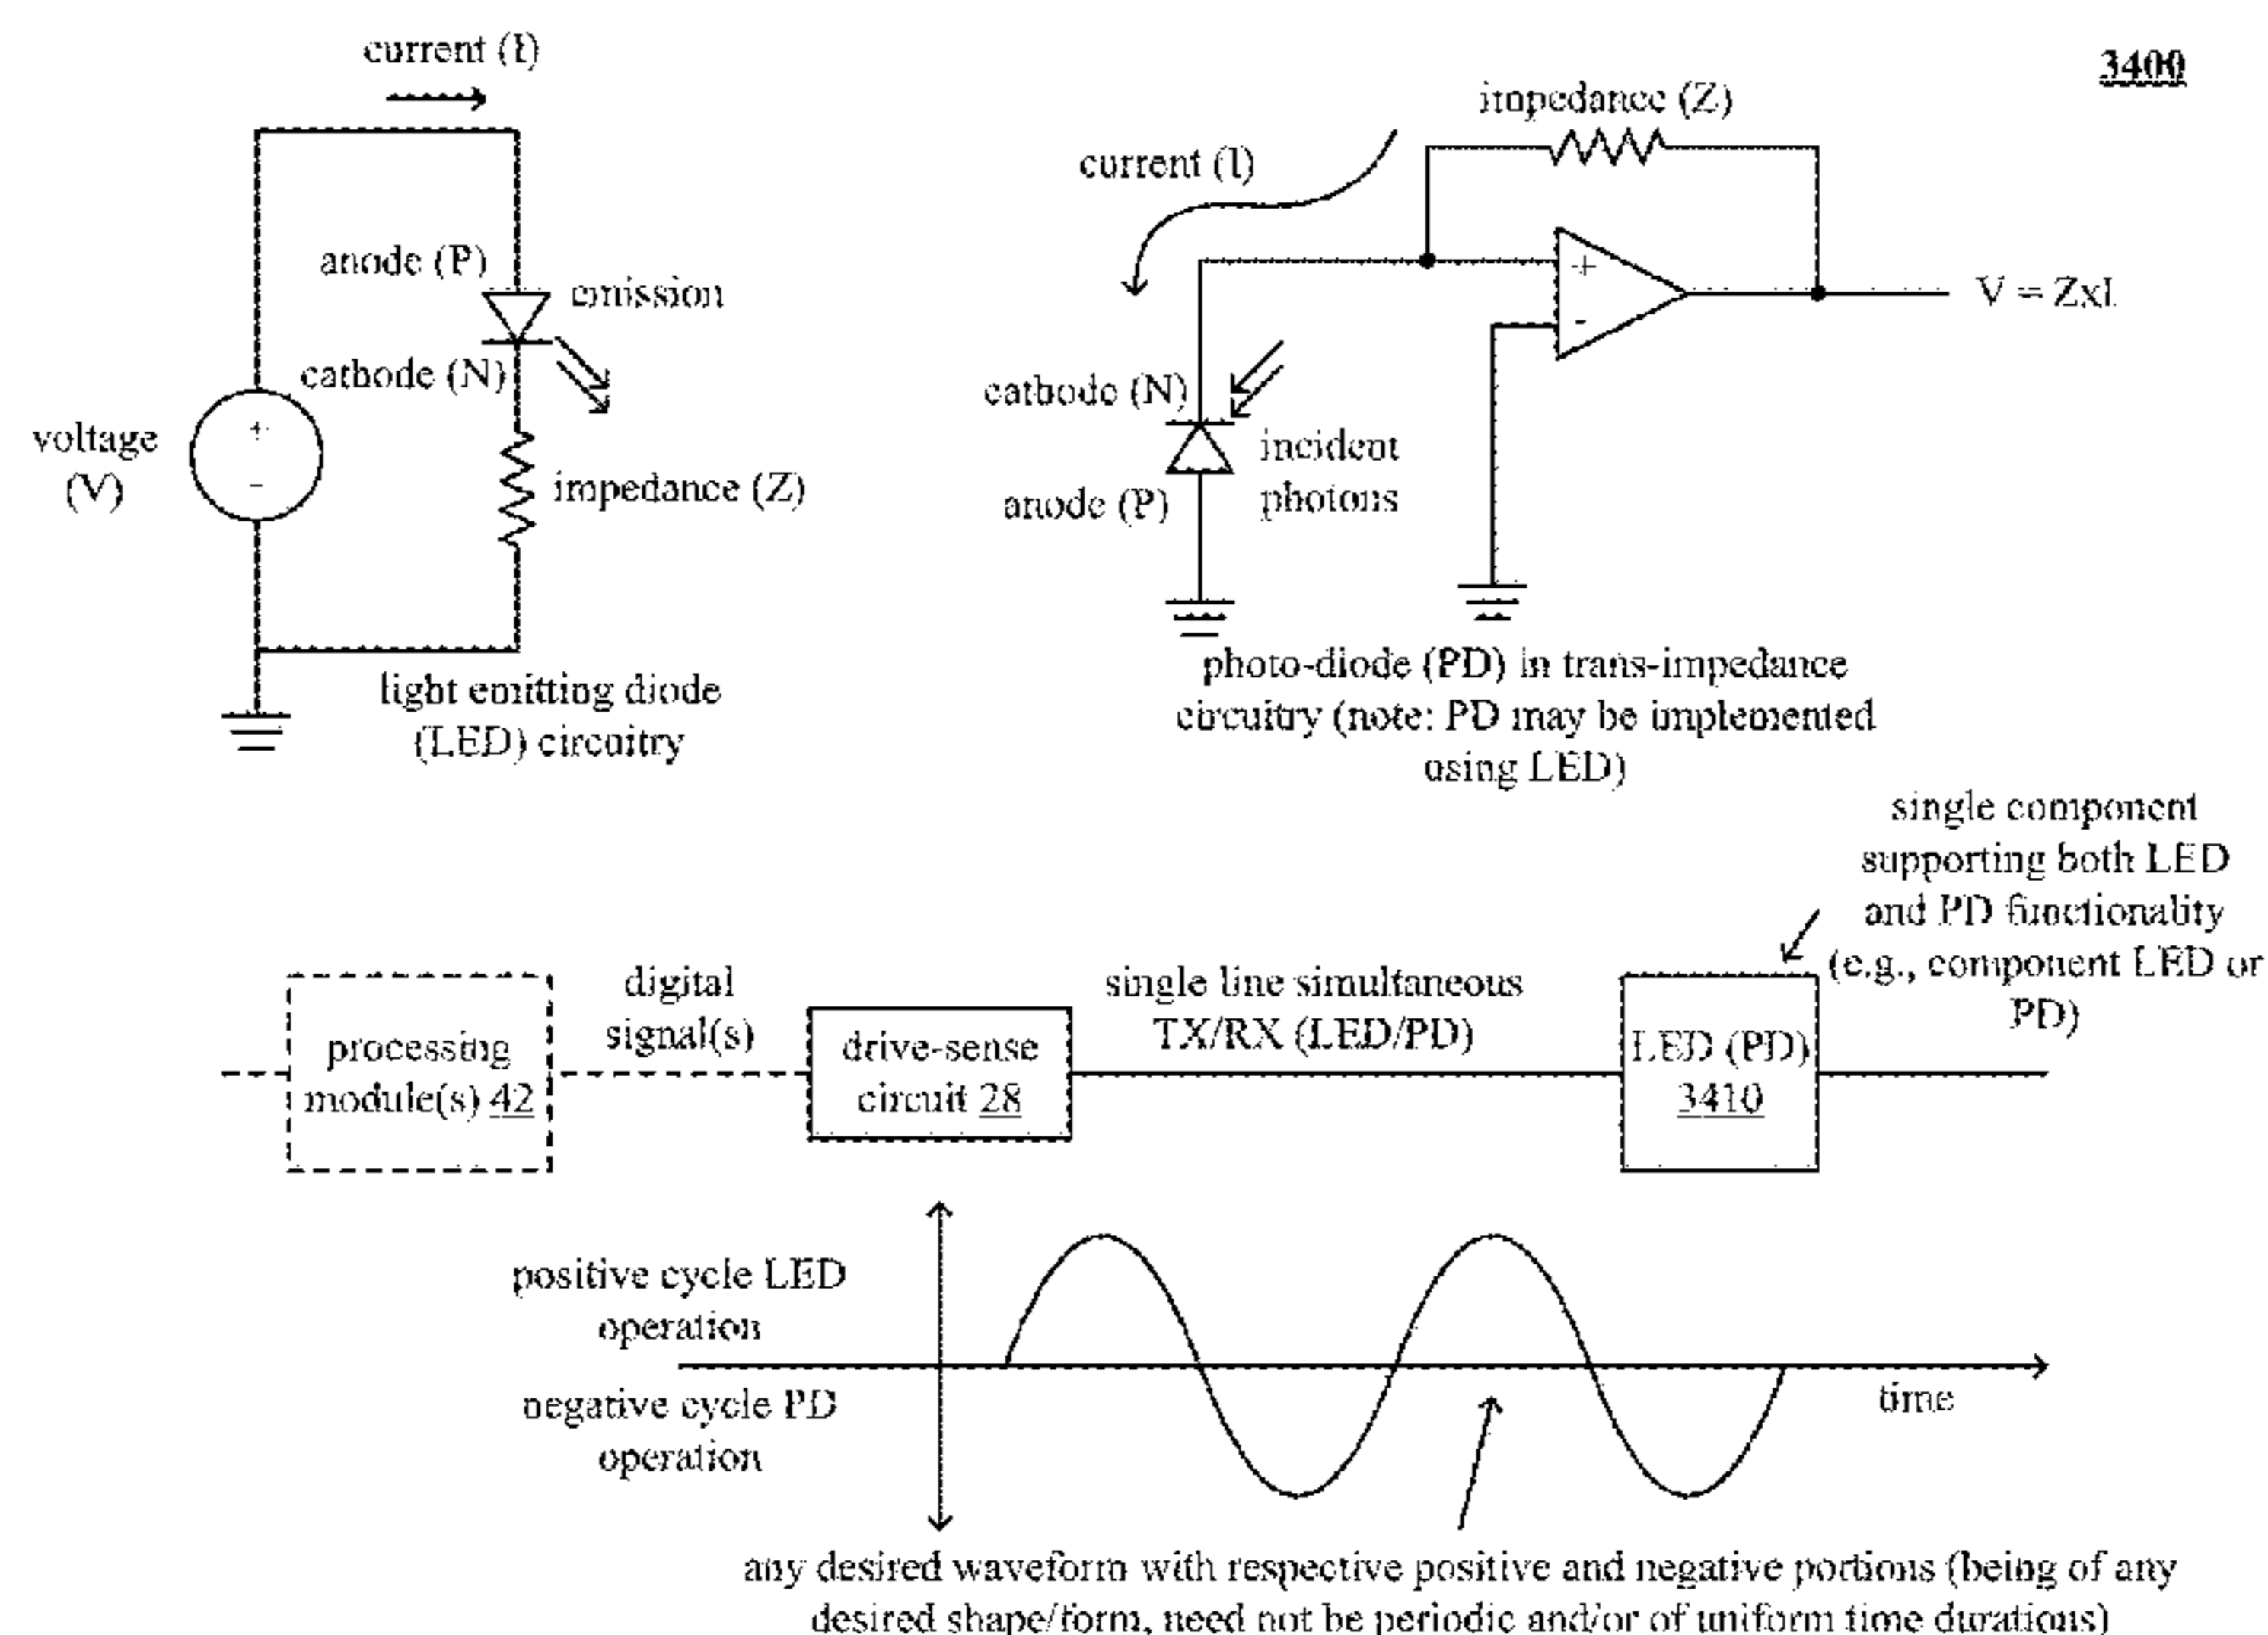 3400
current (I)
anode (P)
emission
cathode (N)
voltage
(V)
+
-
impedance (Z)
light emitting diode
(LED) circuitry
impedance (Z)
current (I)
+
-
V = ZxI
cathode (N)
incident
photons
anode (P)
photo-diode (PD) in trans-impedance
circuitry (note: PD may be implemented
using LED)
single component
supporting both LED
and PD functionality
(e.g., component LED or
PD)
processing
module(s) 42
digital
signal(s)
drive-sense
circuit 28
single line simultaneous
TX/RX (LED/PD)
LED (PD)
3410
positive cycle LED
operation
negative cycle PD
operation
time
any desired waveform with respective positive and negative portions (being of any
desired shape/form, need not be periodic and/or of uniform time durations)